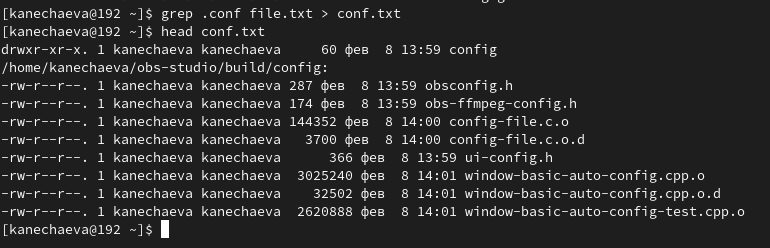 [kanechaeva@192 ~]$ grep .conf file.txt > conf.txt
[kanechaeva@192 ~]$ head conf.txt
drwxr-xr-x. 1 kanechaeva kanechaeva      60 фев  8 13:59 config
/home/kanechaeva/obs-studio/build/config:
-rw-r--r--. 1 kanechaeva kanechaeva 287 фев  8 13:59 obsconfig.h
-rw-r--r--. 1 kanechaeva kanechaeva 174 фев  8 13:59 obs-ffmpeg-config.h
-rw-r--r--. 1 kanechaeva kanechaeva 144352 фев  8 14:00 config-file.c.o
-rw-r--r--. 1 kanechaeva kanechaeva   3700 фев  8 14:00 config-file.c.o.d
-rw-r--r--. 1 kanechaeva kanechaeva      366 фев  8 13:59 ui-config.h
-rw-r--r--. 1 kanechaeva kanechaeva  3025240 фев  8 14:01 window-basic-auto-config.cpp.o
-rw-r--r--. 1 kanechaeva kanechaeva    32502 фев  8 14:01 window-basic-auto-config.cpp.o.d
-rw-r--r--. 1 kanechaeva kanechaeva  2620888 фев  8 14:01 window-basic-auto-config-test.cpp.o
[kanechaeva@192 ~]$